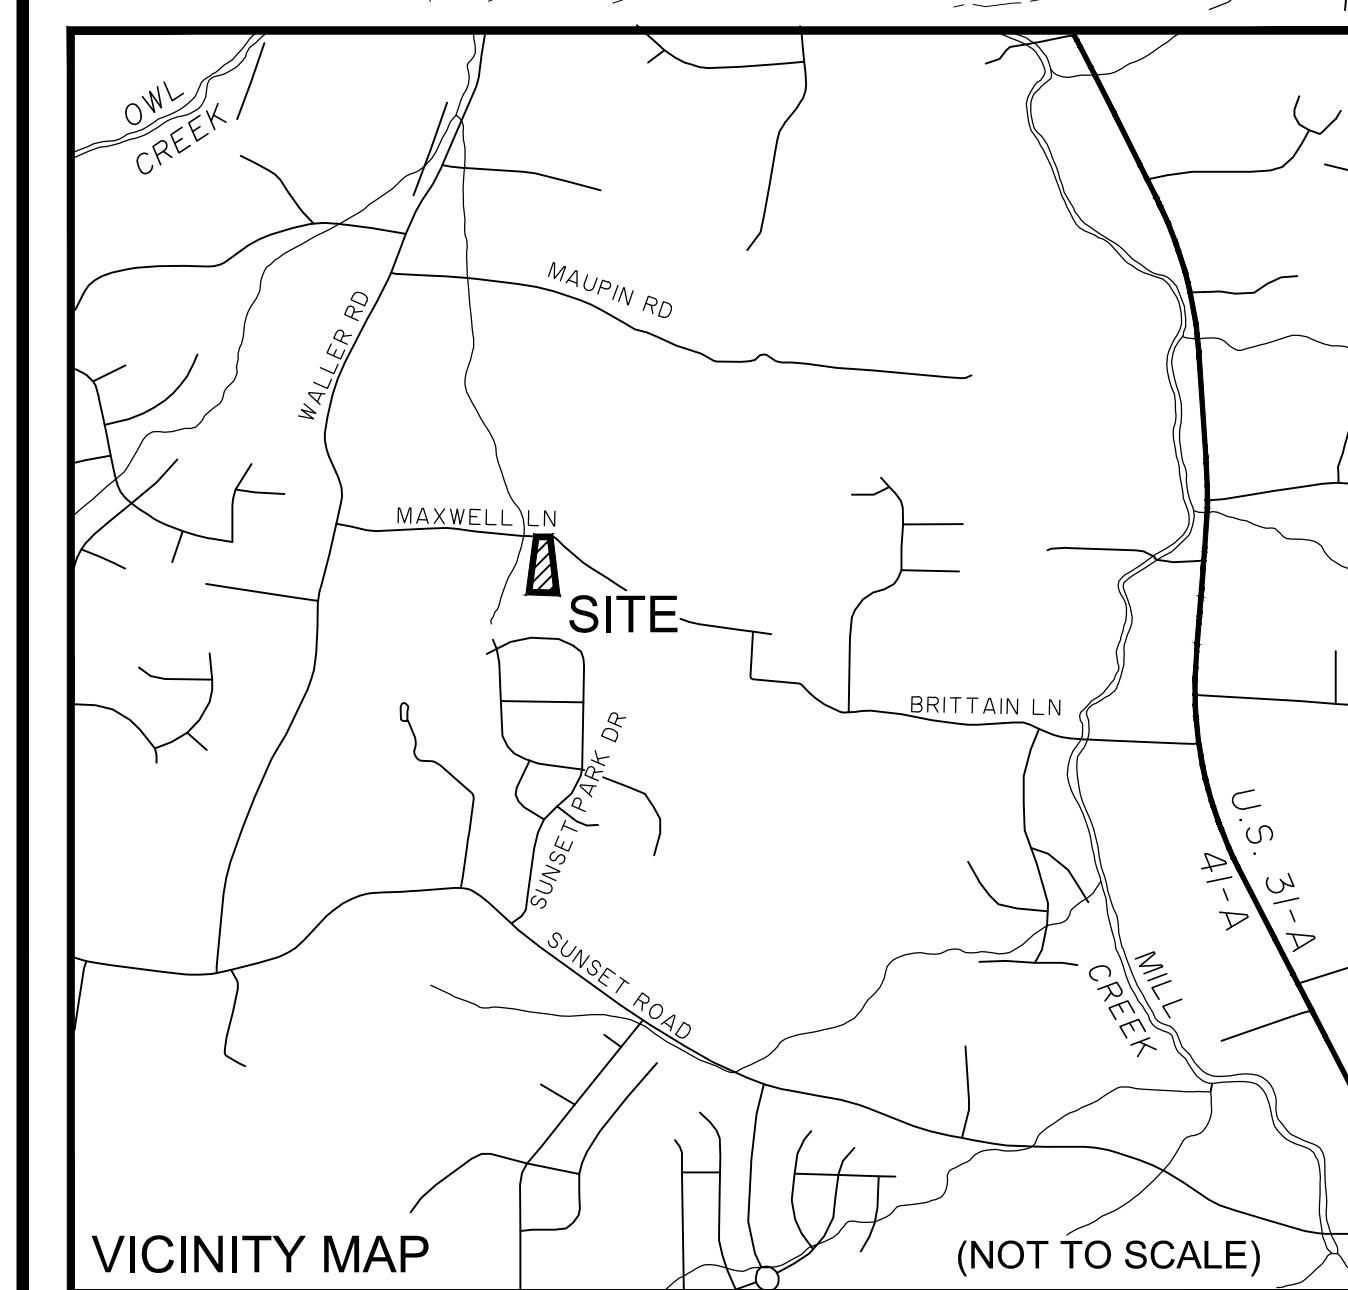 OWL
CREEK
MAUPIN RD
WALLER RD
MAXWELL LN
SITE
BRITTAIN LN
SUNSET PARK DR
U.S. 31-A
41-A
SUNSET ROAD
MILL
CREEK
VICINITY MAP
(NOT TO SCALE)